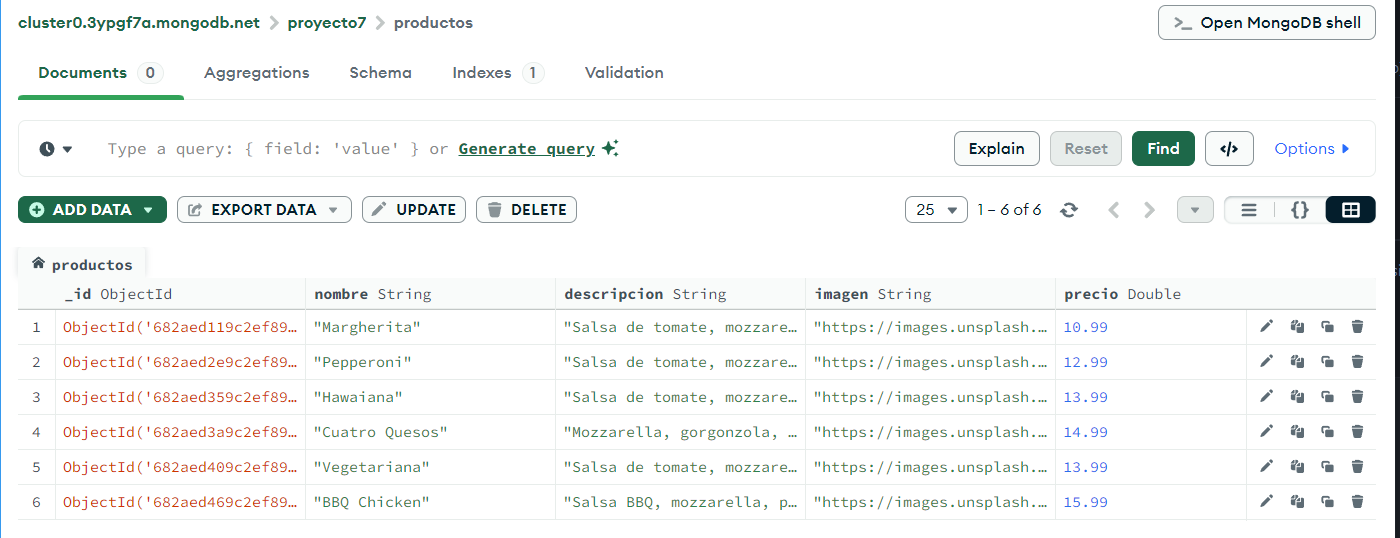 cluster0.3ypgf7a.mongodb.net > proyecto7 > productos
>_ Open MongoDB shell
Documents 0 Aggregations Schema Indexes 1 Validation
Type a query: { field: 'value' } or Generate query
Explain Reset Find </> Options
ADD DATA EXPORT DATA UPDATE DELETE
25 1 – 6 of 6 {}
productos
_id ObjectId nombre String descripcion String imagen String precio Double
1 ObjectId('682aed119c2ef89… "Margherita" "Salsa de tomate, mozzare… "https://images.unsplash.… 10.99
2 ObjectId('682aed2e9c2ef89… "Pepperoni" "Salsa de tomate, mozzare… "https://images.unsplash.… 12.99
3 ObjectId('682aed359c2ef89… "Hawaiana" "Salsa de tomate, mozzare… "https://images.unsplash.… 13.99
4 ObjectId('682aed3a9c2ef89… "Cuatro Quesos" "Mozzarella, gorgonzola, … "https://images.unsplash.… 14.99
5 ObjectId('682aed409c2ef89… "Vegetariana" "Salsa de tomate, mozzare… "https://images.unsplash.… 13.99
6 ObjectId('682aed469c2ef89… "BBQ Chicken" "Salsa BBQ, mozzarella, p… "https://images.unsplash.… 15.99